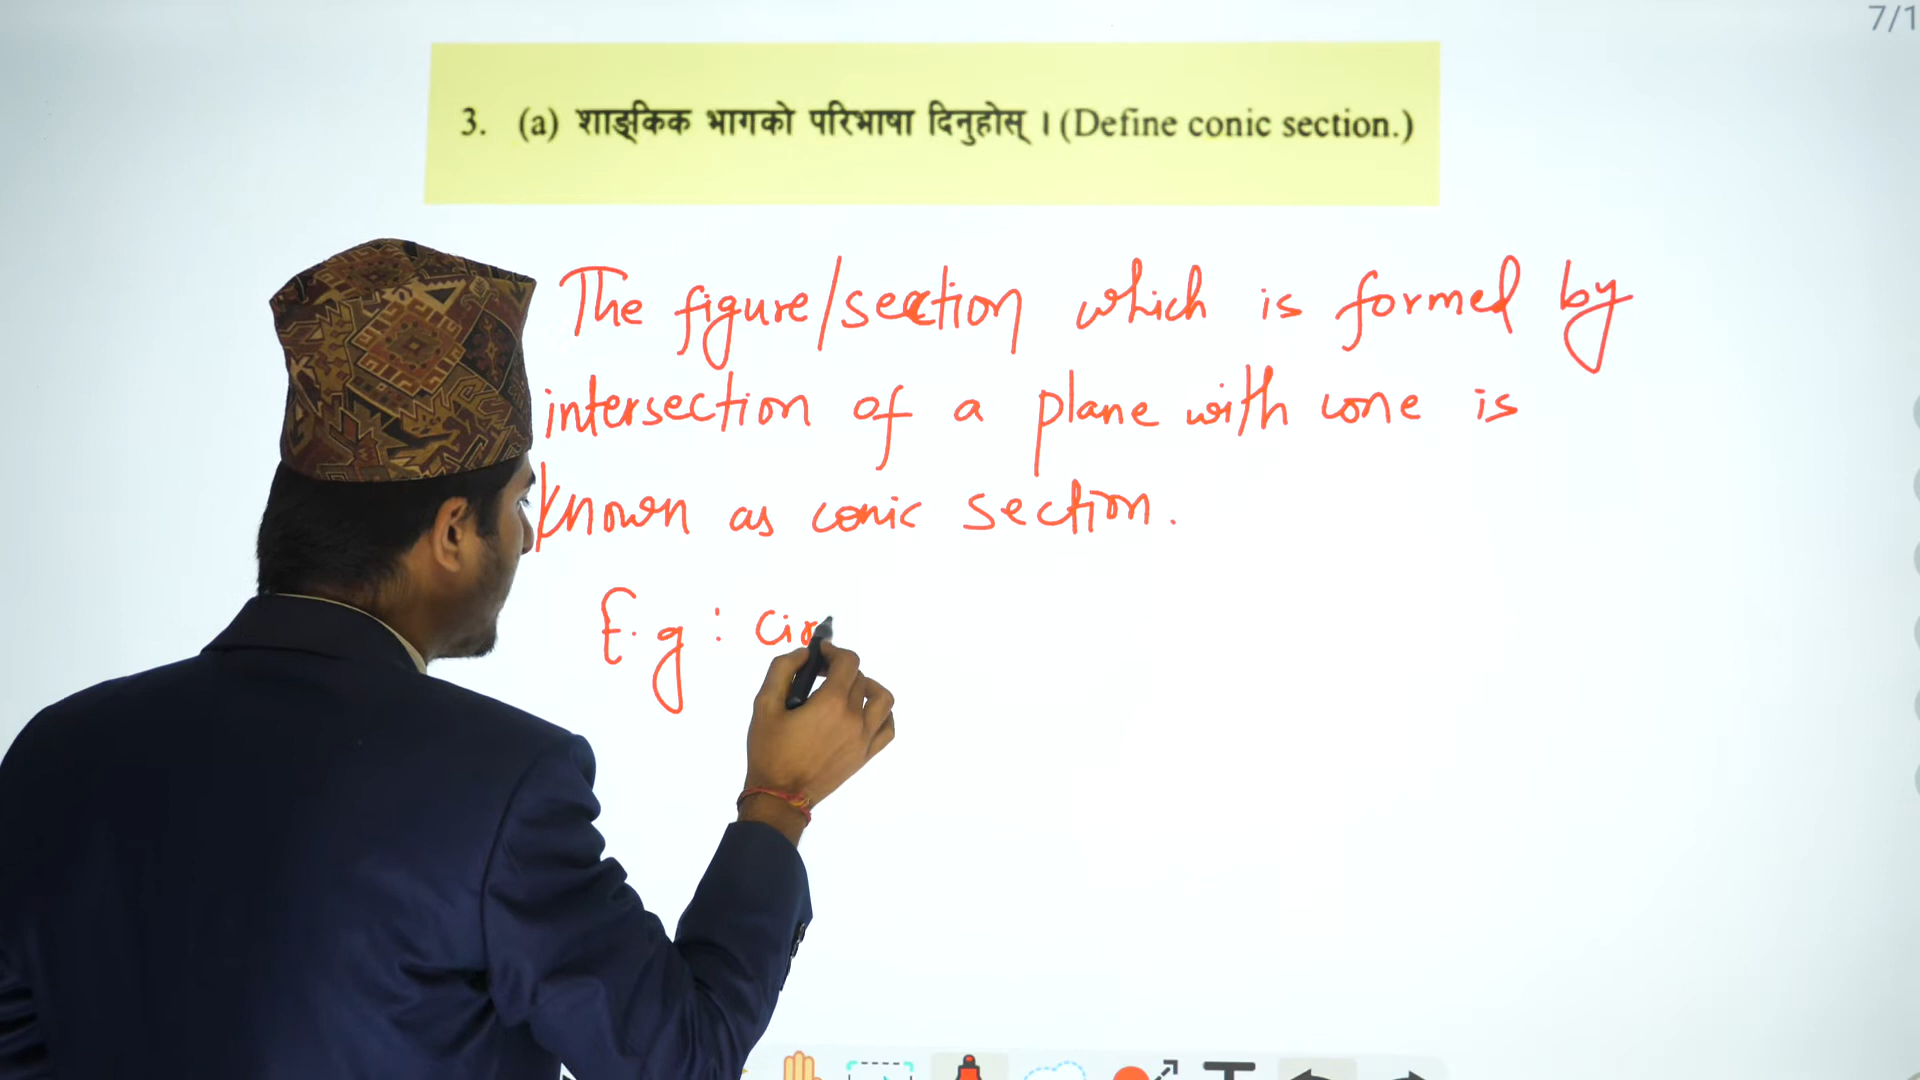 7/1
3. (a) शाङ्किक भागको परिभाषा दिनुहोस् । (Define conic section.)
The figure/section which is formed by
intersection of a plane with cone is
known as conic section.
E.g : Cir